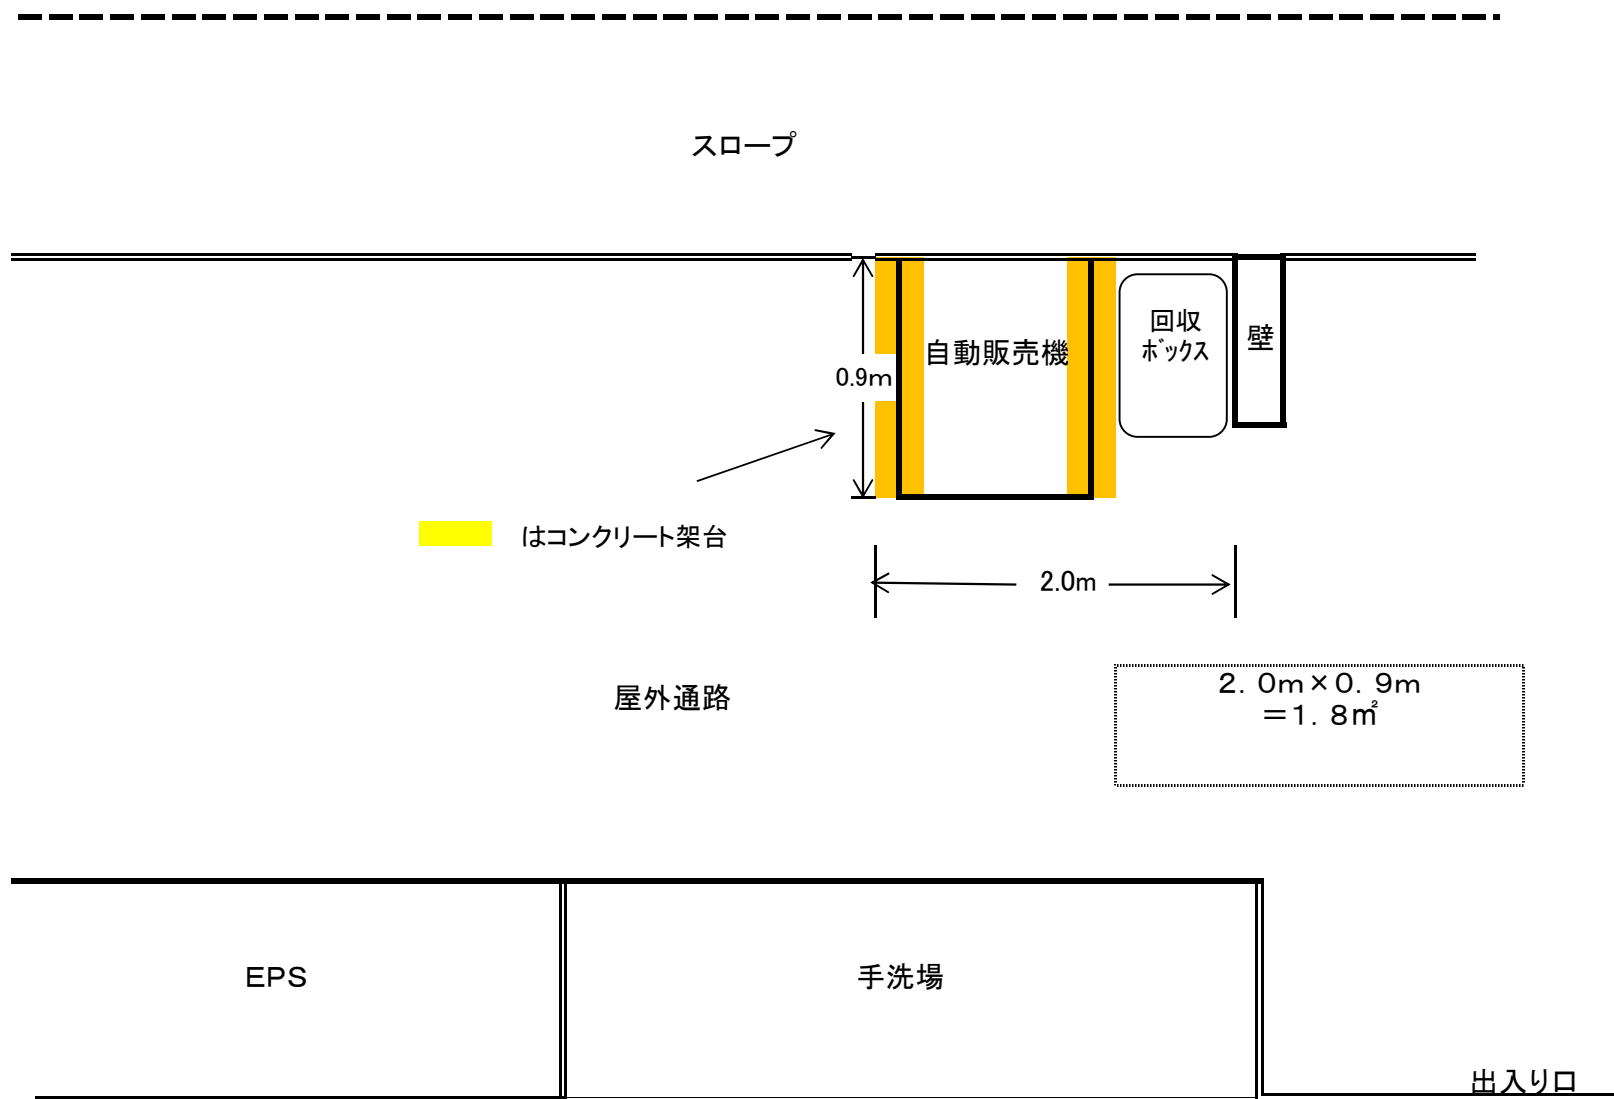 スロープ
回収
ﾎﾞｯｸｽ
壁
自動販売機
0.9ｍ
はコンクリート架台
2.0m
屋外通路
２．０ｍ×０．９ｍ
＝１．８㎡
EPS
手洗場
出入り口